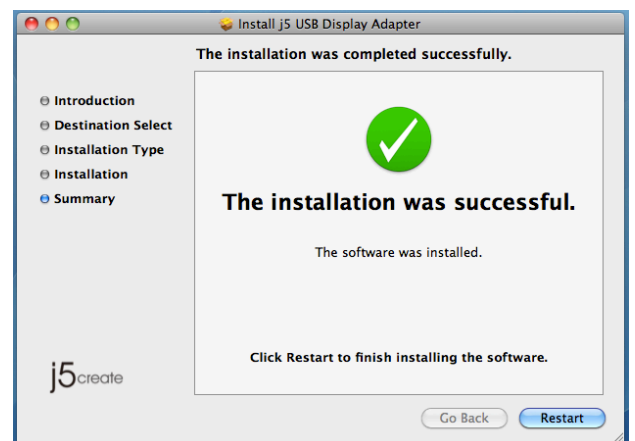 Install j5 USB Display Adapter
The installation was completed successfully.
Introduction
Destination Select
Installation Type
Installation
Summary
The installation was successful.
The software was installed.
Click Restart to finish installing the software.
j5create
Go Back
Restart